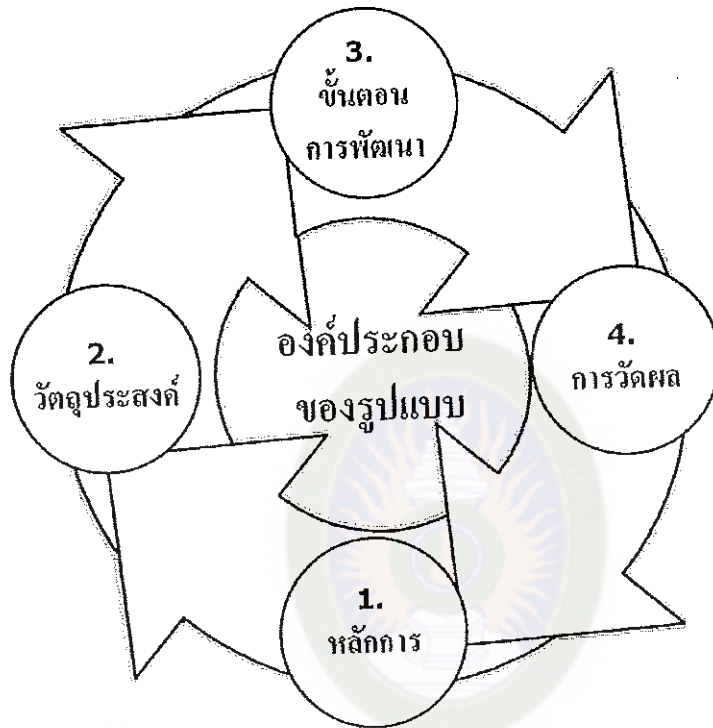 3.
ขั้นตอน
การพัฒนา
2.
วัตถุประสงค์
องค์ประกอบ
ของรูปแบบ
4.
การวัดผล
1.
หลักการ